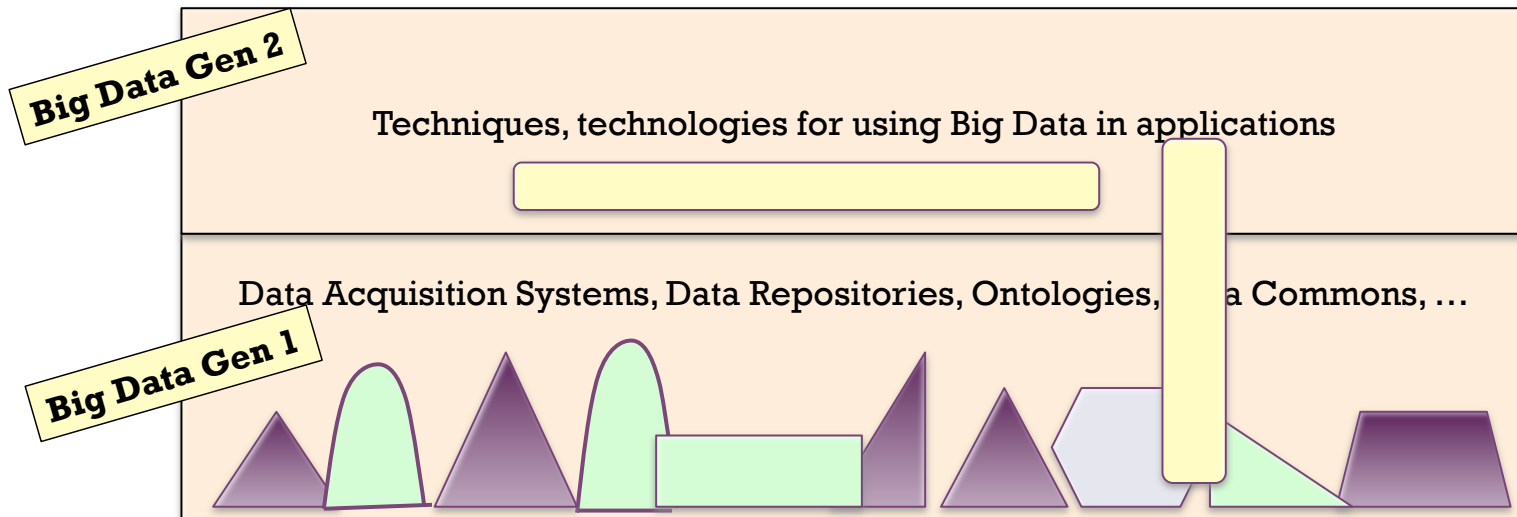 Big Data Gen 2
Techniques, technologies for using Big Data in applications
Data Acquisition Systems, Data Repositories, Ontologies, a Commons, …
Big Data Gen 1